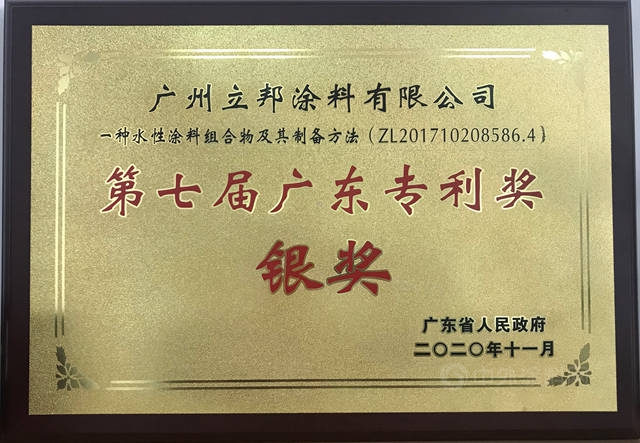 广州立邦涂料有限公司
一种水性涂料组合物及其制备方法（ZL201710208586.4）
第七届广东专利奖
银奖
广东省人民政府
二〇二〇年十一月